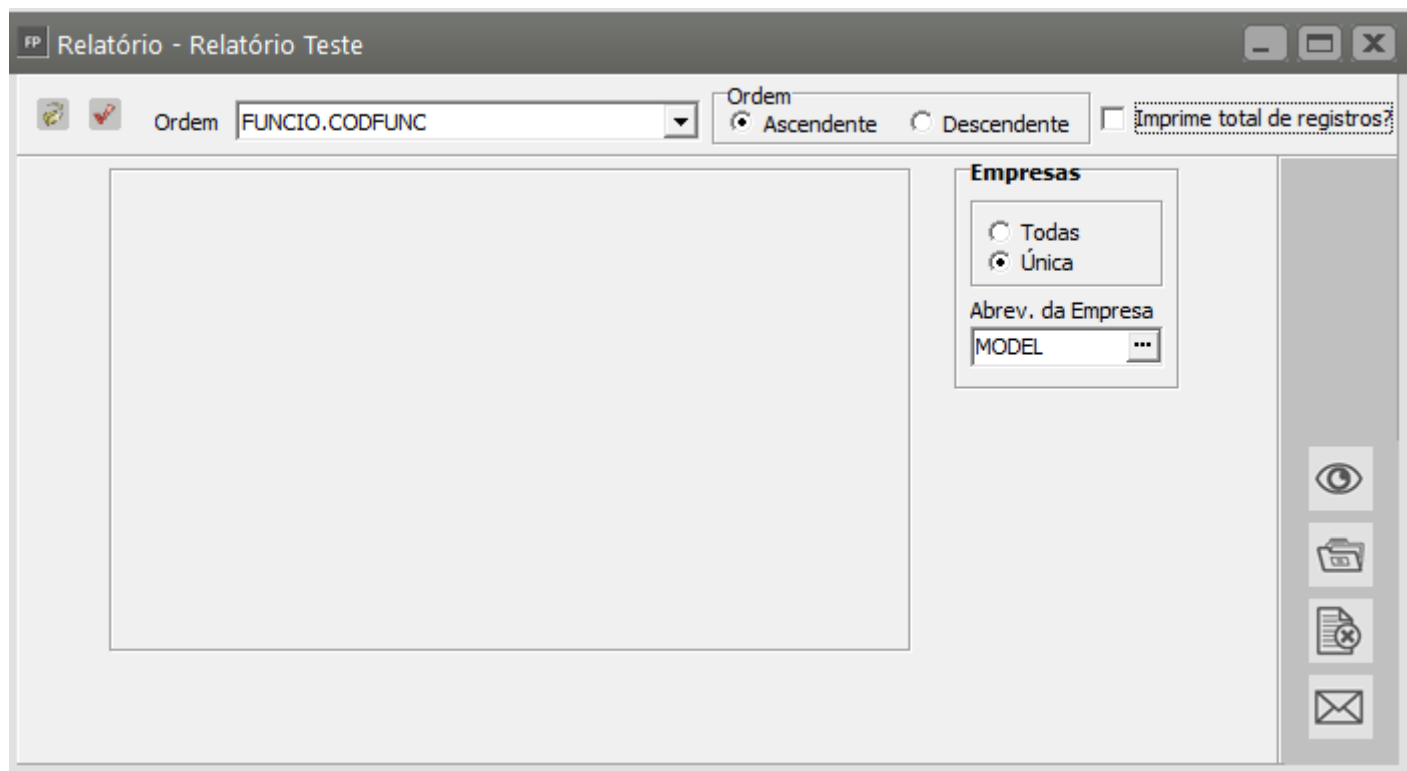 FP Relatório - Relatório Teste
Ordem
Ordem FUNCIO.CODFUNC Ascendente Descendente Imprime total de registros?
Empresas
Todas
Única
Abrev. da Empresa
MODEL ...